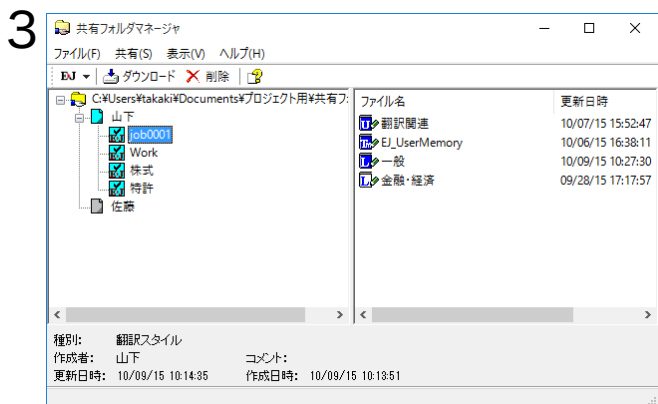 3
共有フォルダマネージャ
ファイル(F) 共有(S) 表示(V) ヘルプ(H)
EJ ダウンロード 削除
C:¥Users¥takaki¥Documents¥プロジェクト用¥共有フ
山下
job0001
Work
株式
特許
佐藤
ファイル名 更新日時
翻訳関連 10/07/15 15:52:47
EJ_UserMemory 10/06/15 16:38:11
一般 10/09/15 10:27:30
金融・経済 09/28/15 17:17:57
種別: 翻訳スタイル
作成者: 山下 コメント:
更新日時: 10/09/15 10:14:35 作成日時: 10/09/15 10:13:51